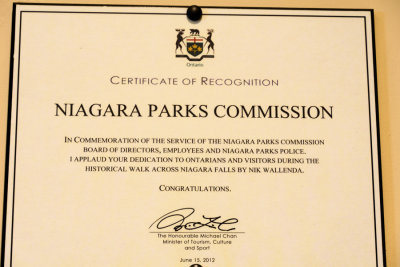 Ontario
CERTIFICATE OF RECOGNITION
NIAGARA PARKS COMMISSION
IN COMMEMORATION OF THE SERVICE OF THE NIAGARA PARKS COMMISSION
BOARD OF DIRECTORS, EMPLOYEES AND NIAGARA PARKS POLICE.
I APPLAUD YOUR DEDICATION TO ONTARIANS AND VISITORS DURING THE
HISTORICAL WALK ACROSS NIAGARA FALLS BY NIK WALLENDA.
CONGRATULATIONS.
The Honourable Michael Chan
Minister of Tourism, Culture
and Sport
June 15, 2012